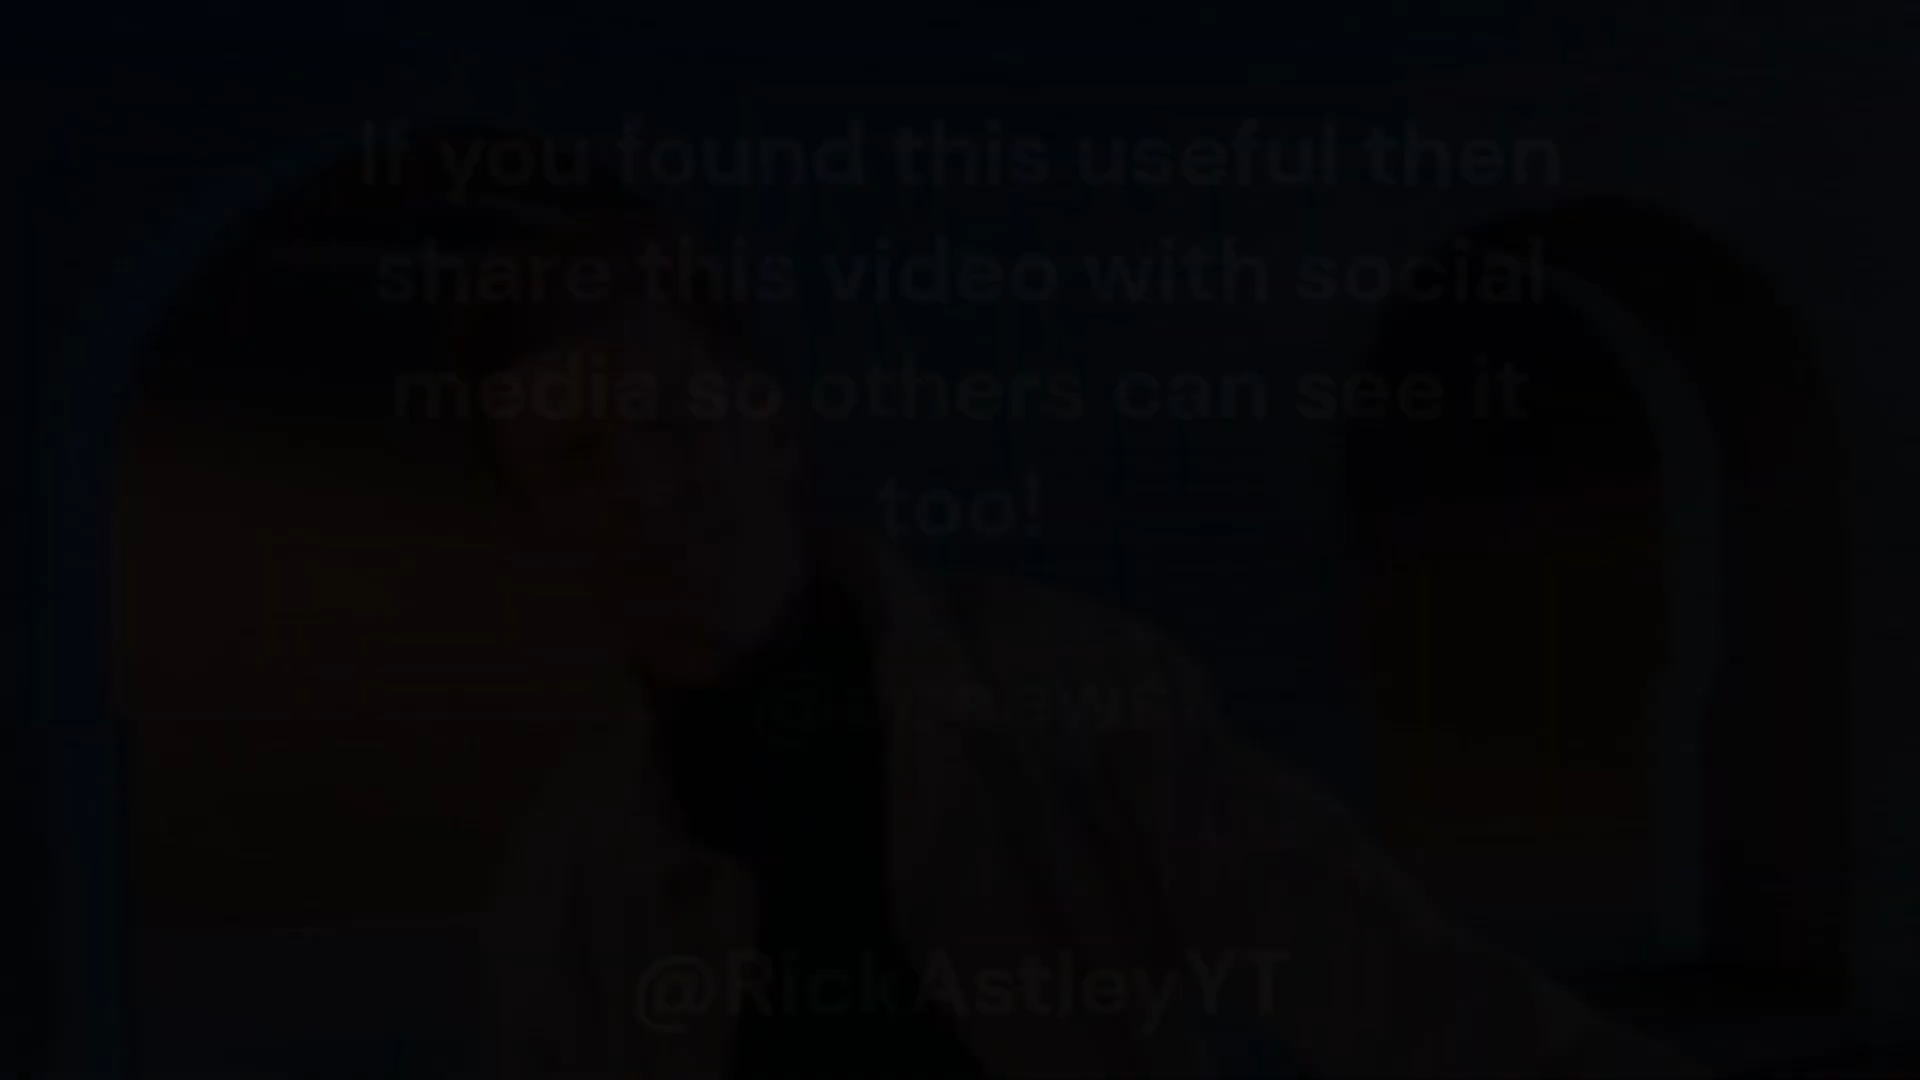 If you found this useful then
share this video with social
media so others can see it
too!
@RickAstleyYT